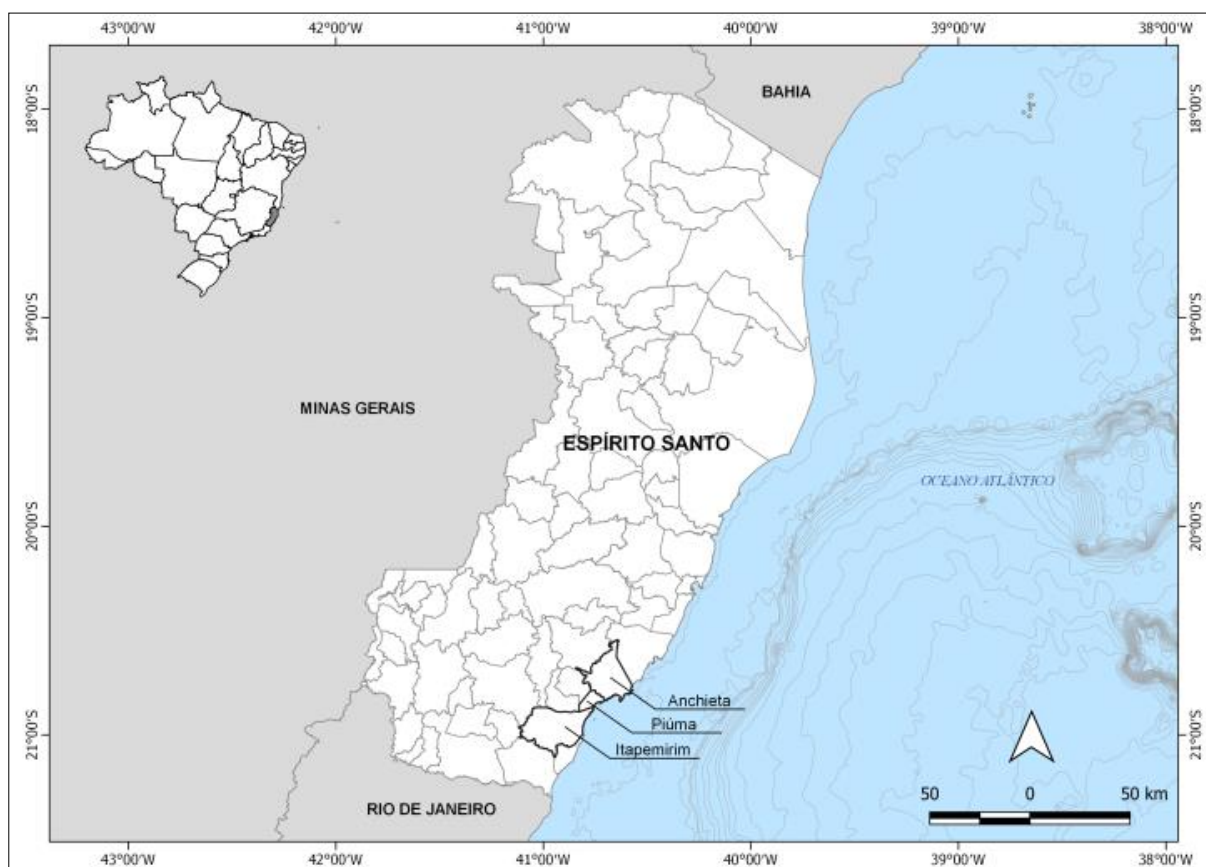 43°00'W 42°00'W 41°00'W 40°00'W 39°00'W 38°00'W
BAHIA
18°00'S 18°00'S
19°00'S 19°00'S
MINAS GERAIS
ESPÍRITO SANTO
OCEANO ATLÂNTICO
20°00'S 20°00'S
Anchieta
Piúma
21°00'S 21°00'S
Itapemirim
50 0 50 km
RIO DE JANEIRO
43°00'W 42°00'W 41°00'W 40°00'W 39°00'W 38°00'W